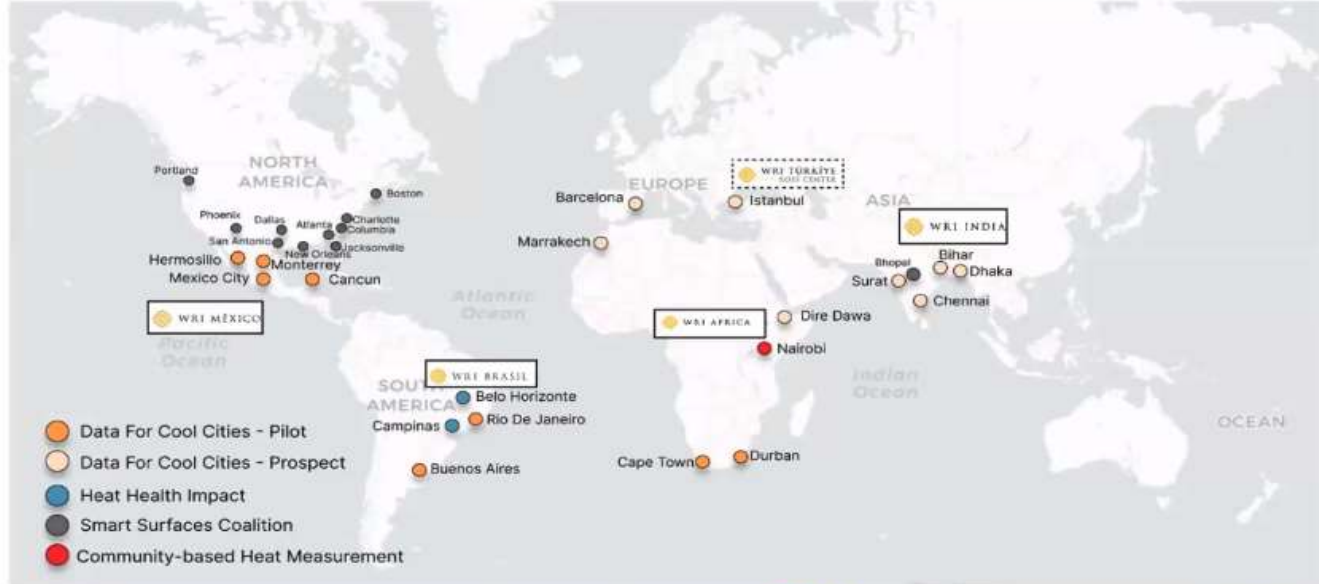 NORTH
AMERICA
Portland
Boston
Phoenix
Dallas
Atlanta
Charlotte
Columbia
San Antonio
New Orleans
Jacksonville
Hermosillo
Monterrey
Mexico City
Cancun
WRI MÉXICO
Pacific
Ocean
Atlantic
Ocean
WRI BRASIL
SOUTH
AMERICA
Belo Horizonte
Rio De Janeiro
Campinas
Buenos Aires
EUROPE
WRI TÜRKİYE
ROSS CENTER
Barcelona
Istanbul
Marrakech
ASIA
WRI INDIA
Bhopal
Bihar
Dhaka
Surat
Chennai
WRI AFRICA
Dire Dawa
Nairobi
Indian
Ocean
Cape Town
Durban
OCEAN
Data For Cool Cities - Pilot
Data For Cool Cities - Prospect
Heat Health Impact
Smart Surfaces Coalition
Community-based Heat Measurement